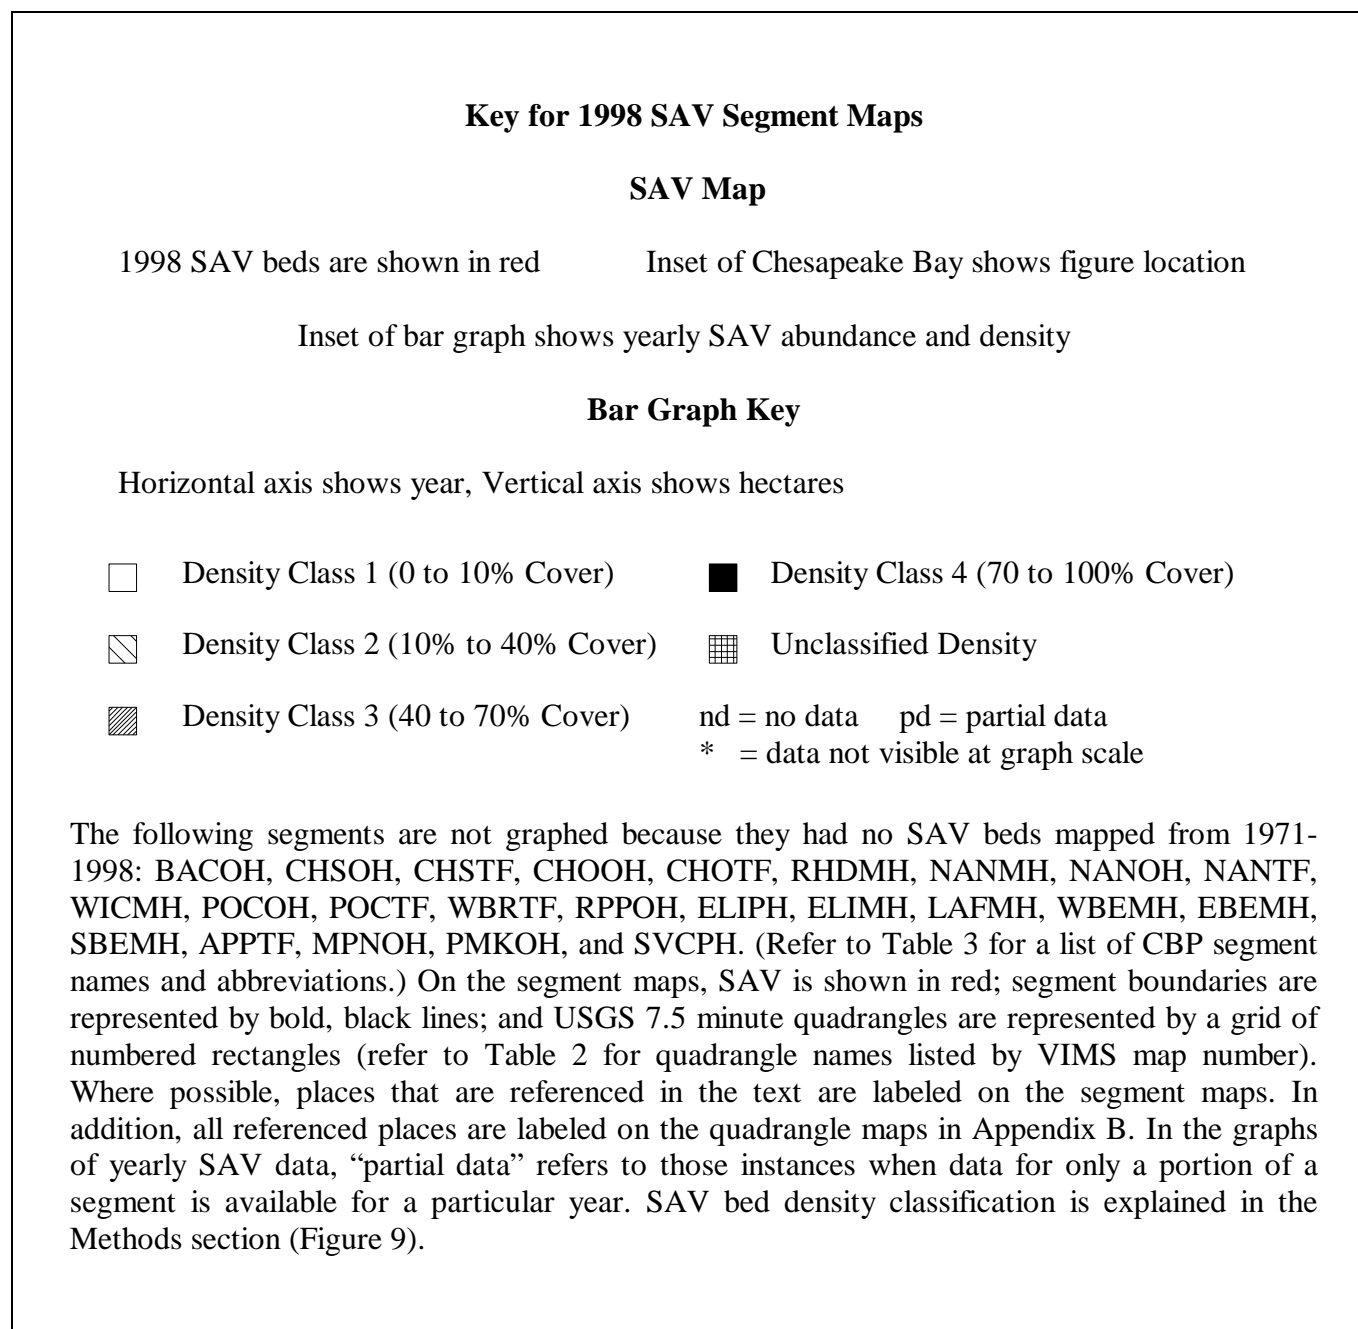 Key for 1998 SAV Segment Maps
SAV Map
1998 SAV beds are shown in red Inset of Chesapeake Bay shows figure location
Inset of bar graph shows yearly SAV abundance and density
Bar Graph Key
Horizontal axis shows year, Vertical axis shows hectares
Density Class 1 (0 to 10% Cover) Density Class 4 (70 to 100% Cover)
Density Class 2 (10% to 40% Cover) Unclassified Density
Density Class 3 (40 to 70% Cover) nd = no data pd = partial data
* = data not visible at graph scale
The following segments are not graphed because they had no SAV beds mapped from 1971-
1998: BACOH, CHSOH, CHSTF, CHOOH, CHOTF, RHDMH, NANMH, NANOH, NANTF,
WICMH, POCOH, POCTF, WBRTF, RPPOH, ELIPH, ELIMH, LAFMH, WBEMH, EBEMH,
SBEMH, APPTF, MPNOH, PMKOH, and SVCPH. (Refer to Table 3 for a list of CBP segment
names and abbreviations.) On the segment maps, SAV is shown in red; segment boundaries are
represented by bold, black lines; and USGS 7.5 minute quadrangles are represented by a grid of
numbered rectangles (refer to Table 2 for quadrangle names listed by VIMS map number).
Where possible, places that are referenced in the text are labeled on the segment maps. In
addition, all referenced places are labeled on the quadrangle maps in Appendix B. In the graphs
of yearly SAV data, “partial data” refers to those instances when data for only a portion of a
segment is available for a particular year. SAV bed density classification is explained in the
Methods section (Figure 9).